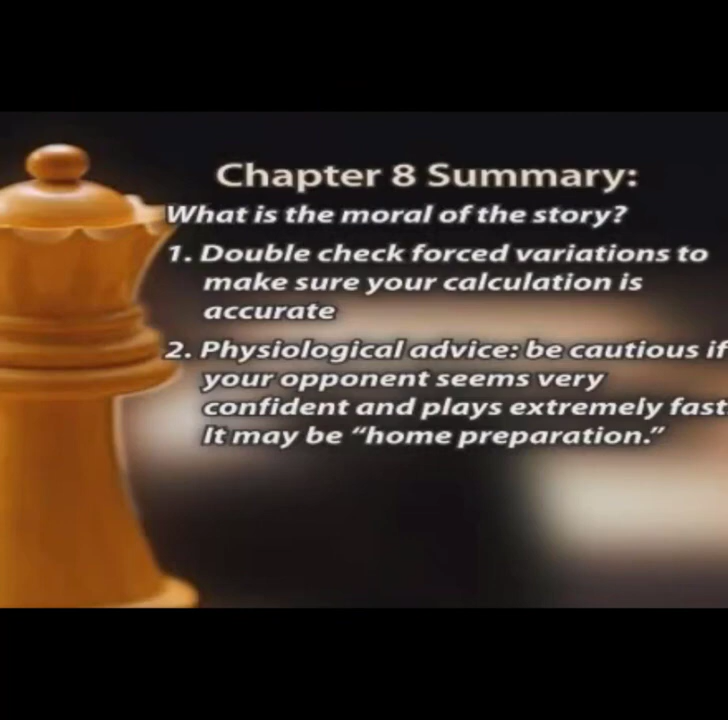 Chapter 8 Summary:
What is the moral of the story?
1. Double check forced variations to
make sure your calculation is
accurate
2. Physiological advice: be cautious if
your opponent seems very
confident and plays extremely fast
It may be “home preparation.”